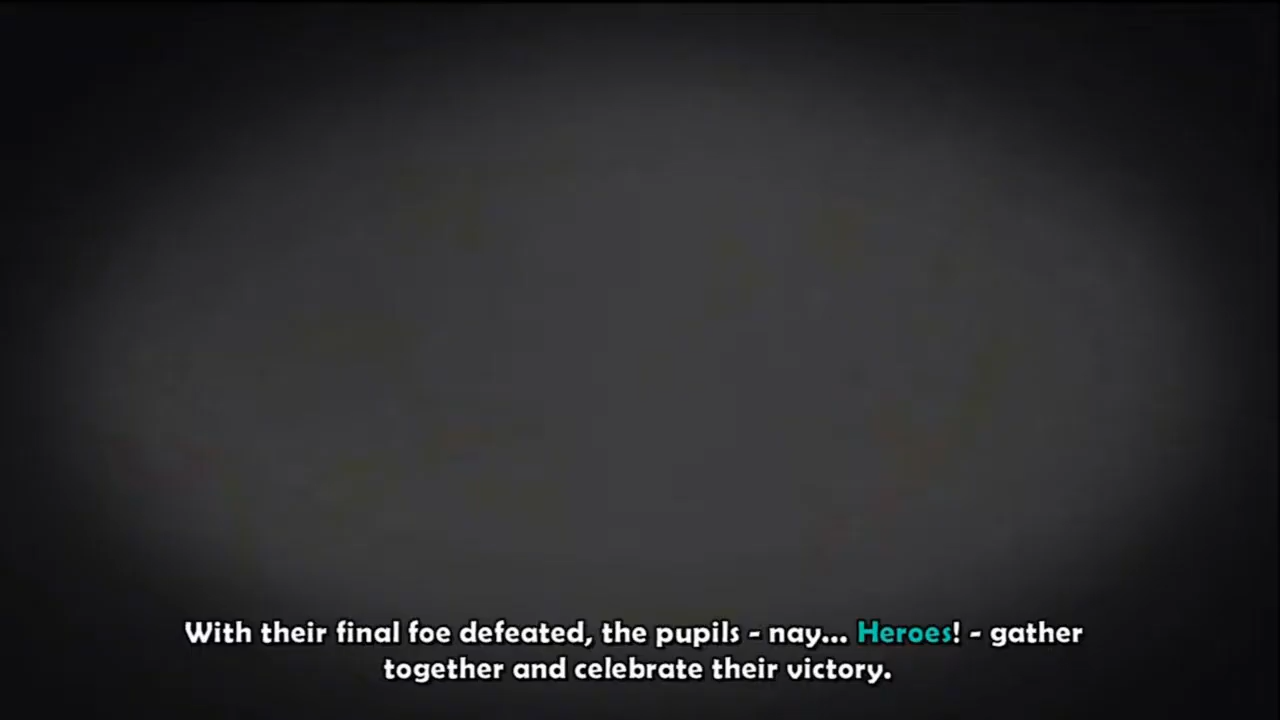 With their final foe defeated, the pupils - nay... Heroes! - gather
together and celebrate their victory.